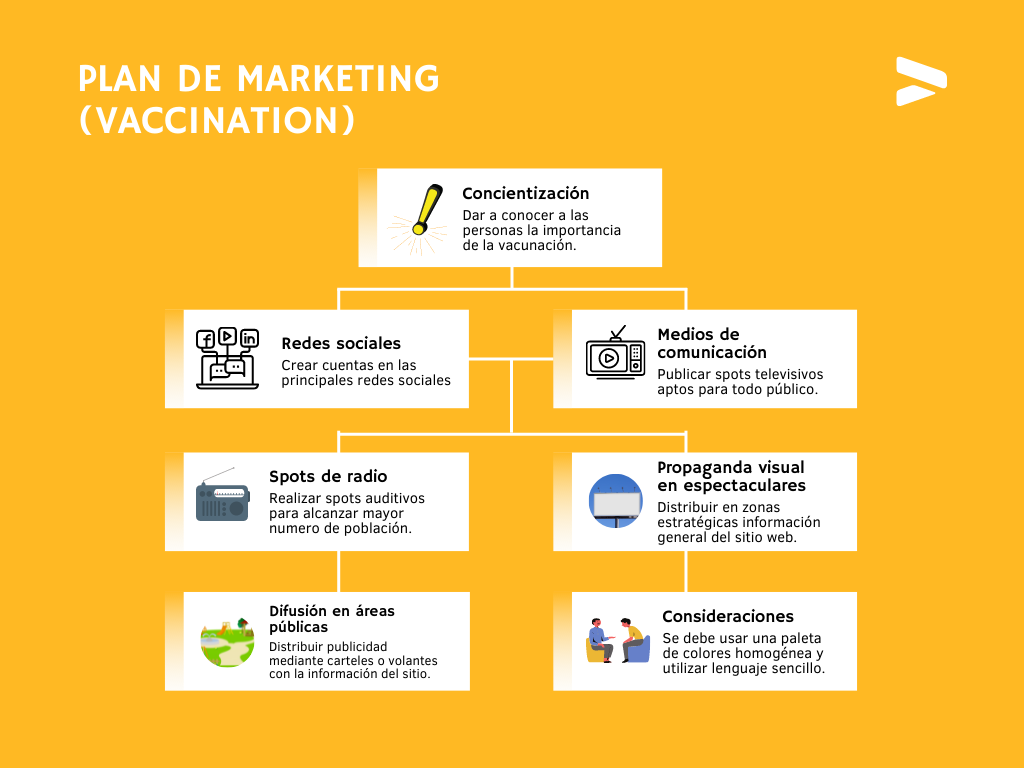 PLAN DE MARKETING
(VACCINATION)
Concientización
Dar a conocer a las
personas la importancia
de la vacunación.
Redes sociales
Crear cuentas en las
principales redes sociales
Medios de
comunicación
Publicar spots televisivos
aptos para todo público.
Spots de radio
Realizar spots auditivos
para alcanzar mayor
numero de población.
Propaganda visual
en espectaculares
Distribuir en zonas
estratégicas información
general del sitio web.
Difusión en áreas
públicas
Distribuir publicidad
mediante carteles o volantes
con la información del sitio.
Consideraciones
Se debe usar una paleta
de colores homogénea y
utilizar lenguaje sencillo.